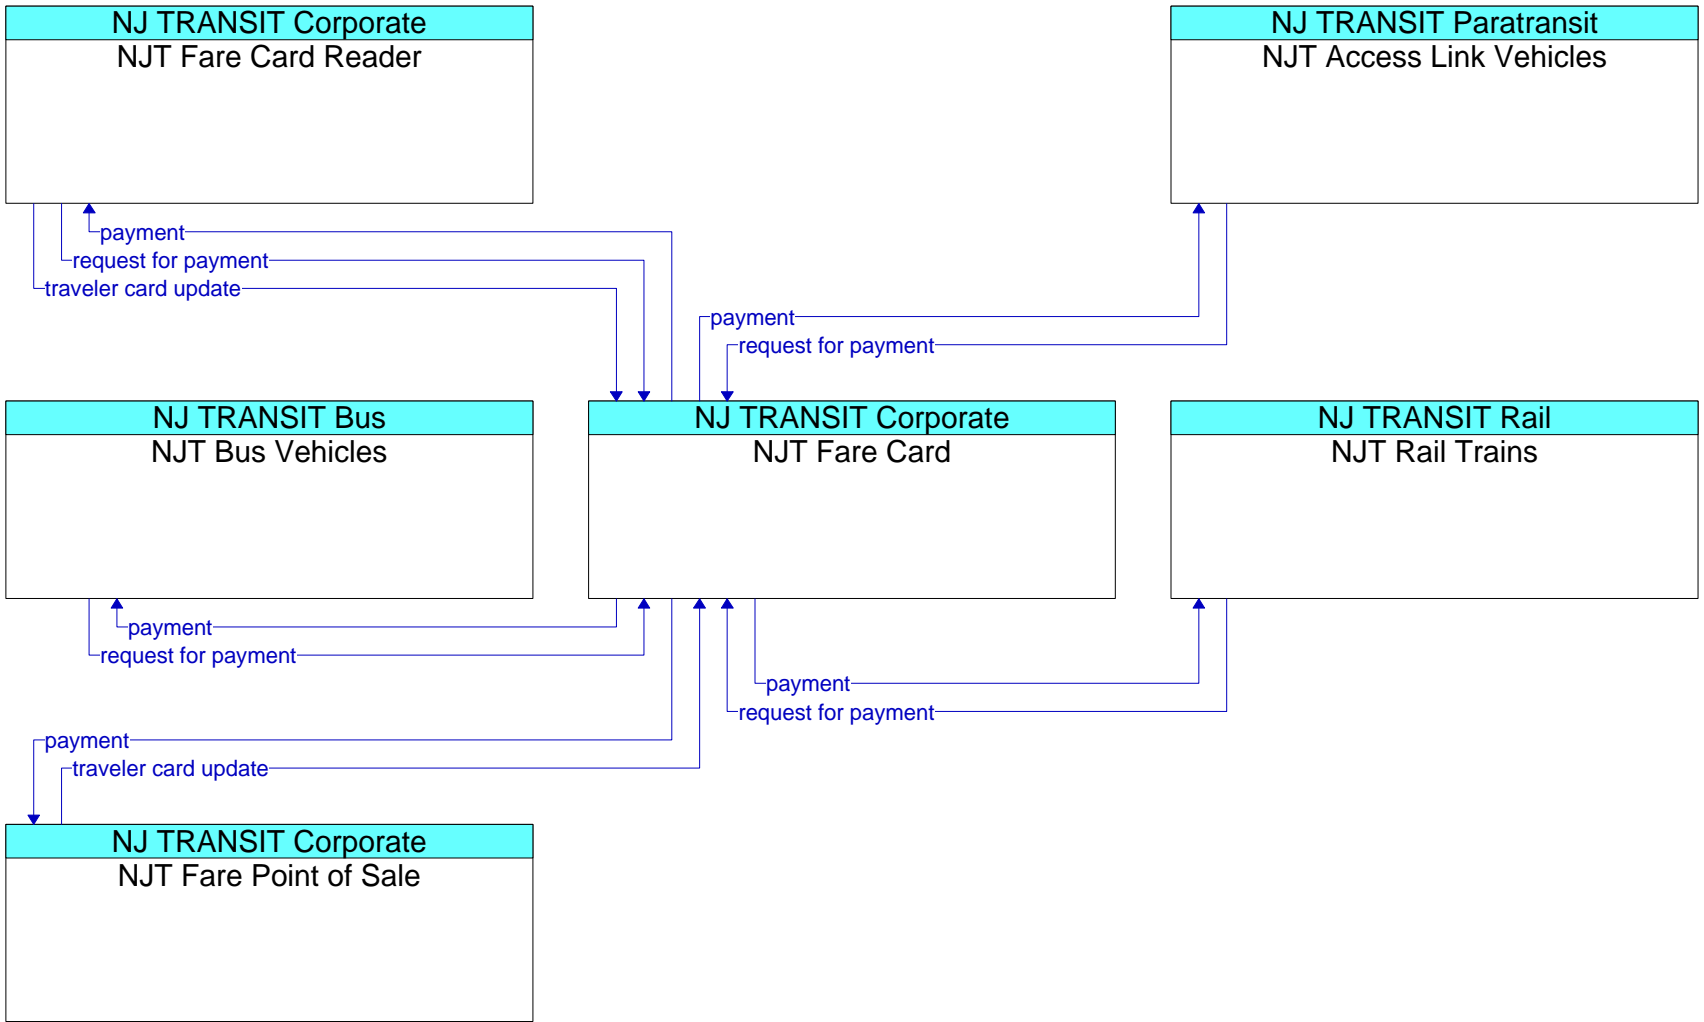 NJ TRANSIT Corporate
NJT Fare Card Reader
NJ TRANSIT Paratransit
NJT Access Link Vehicles
payment
request for payment
traveler card update
payment
request for payment
NJ TRANSIT Bus
NJT Bus Vehicles
NJ TRANSIT Corporate
NJT Fare Card
NJ TRANSIT Rail
NJT Rail Trains
payment
request for payment
payment
request for payment
payment
traveler card update
NJ TRANSIT Corporate
NJT Fare Point of Sale